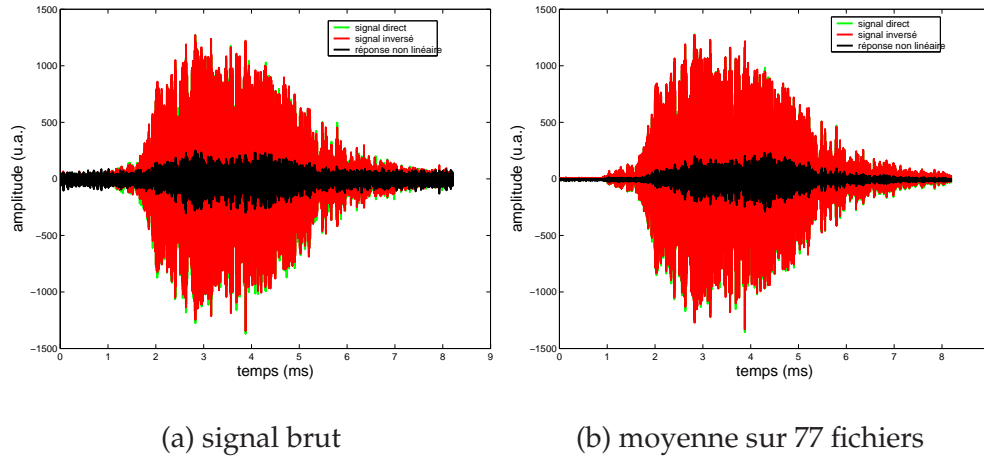 1500
1000
500
0
−500
−1000
−1500
amplitude (u.a.)
signal direct
signal inversé
réponse non linéaire
0 1 2 3 4 5 6 7 8 9
temps (ms)
(a) signal brut
1500
1000
500
0
−500
−1000
−1500
amplitude (u.a.)
signal direct
signal inversé
réponse non linéaire
0 1 2 3 4 5 6 7 8
temps (ms)
(b) moyenne sur 77 fichiers